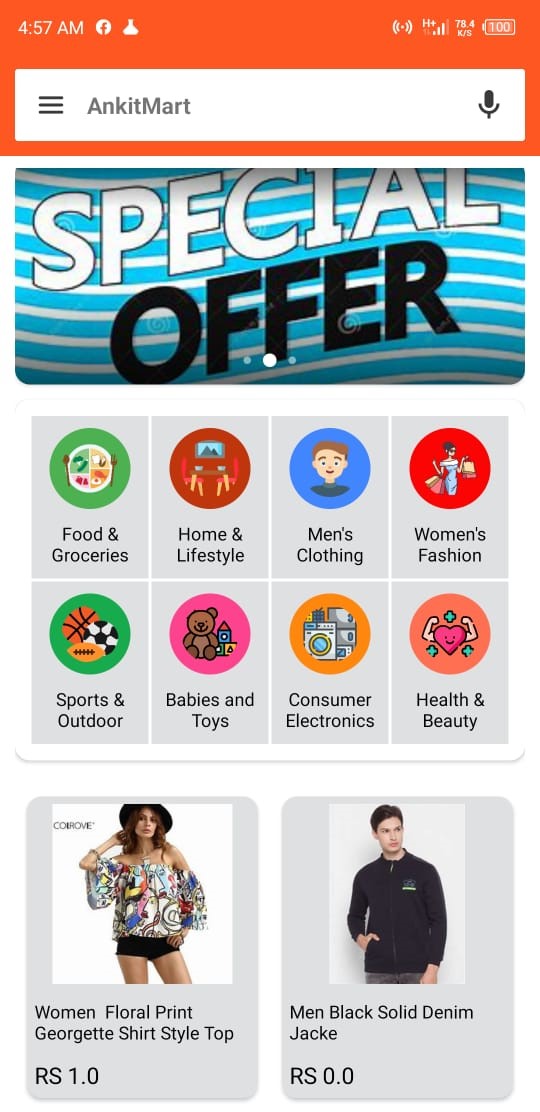 4:57 AM
H+
78.4
K/S
100
AnkitMart
SPECIAL
OFFER
Food &
Groceries
Home &
Lifestyle
Men's
Clothing
Women's
Fashion
Sports &
Outdoor
Babies and
Toys
Consumer
Electronics
Health &
Beauty
COLROVIE
Women  Floral Print
Georgette Shirt Style Top
RS 1.0
Men Black Solid Denim
Jacke
RS 0.0